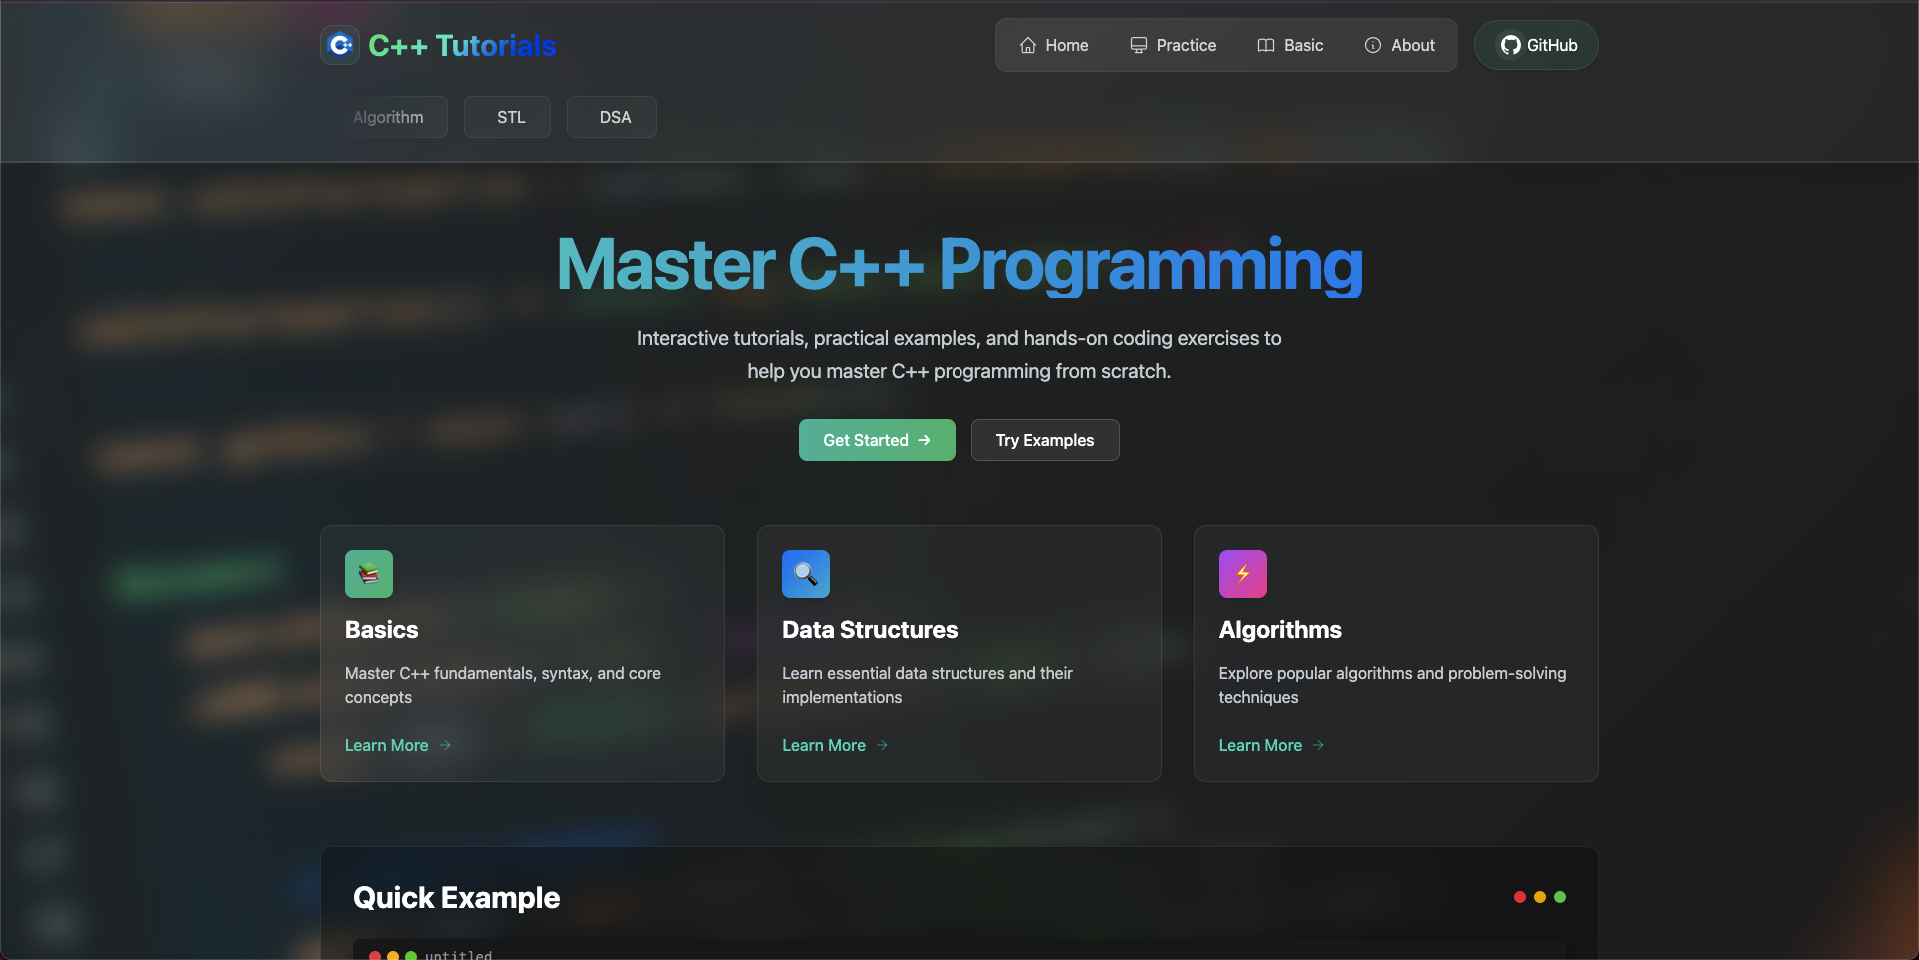 C++ Tutorials
Home
Practice
Basic
About
GitHub
Algorithm
STL
DSA
Master C++ Programming
Interactive tutorials, practical examples, and hands-on coding exercises to
help you master C++ programming from scratch.
Get Started →
Try Examples
Basics
Master C++ fundamentals, syntax, and core
concepts
Learn More →
Data Structures
Learn essential data structures and their
implementations
Learn More →
Algorithms
Explore popular algorithms and problem-solving
techniques
Learn More →
Quick Example
untitled